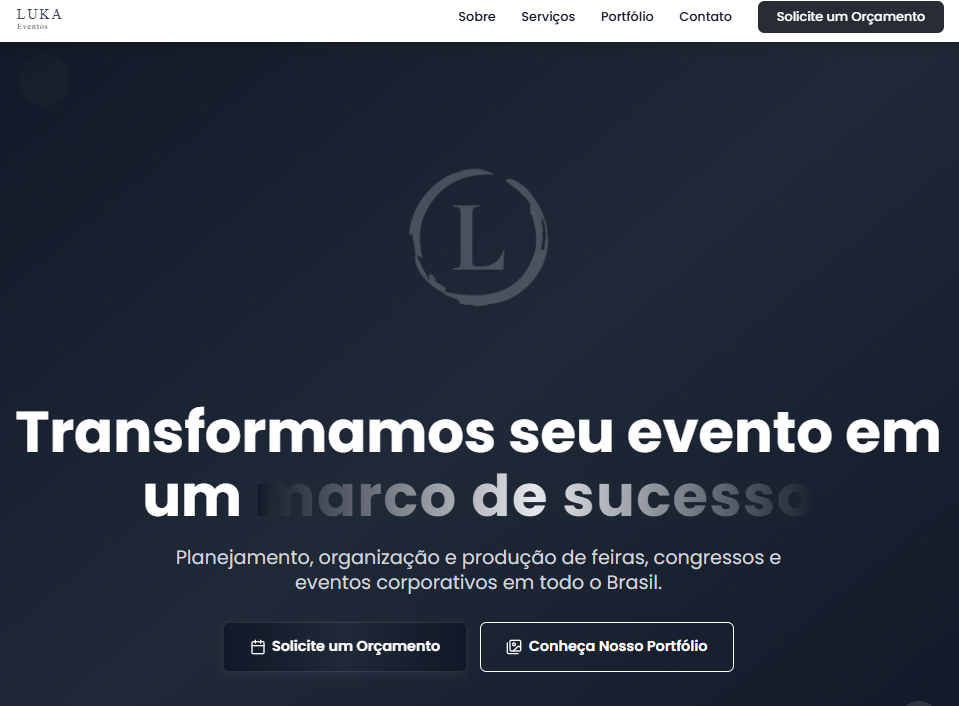 LUKA
Eventos
Sobre Serviços Portfólio Contato Solicite um Orçamento
L
Transformamos seu evento em
um marco de sucesso
Planejamento, organização e produção de feiras, congressos e
eventos corporativos em todo o Brasil.
Solicite um Orçamento Conheça Nosso Portfólio